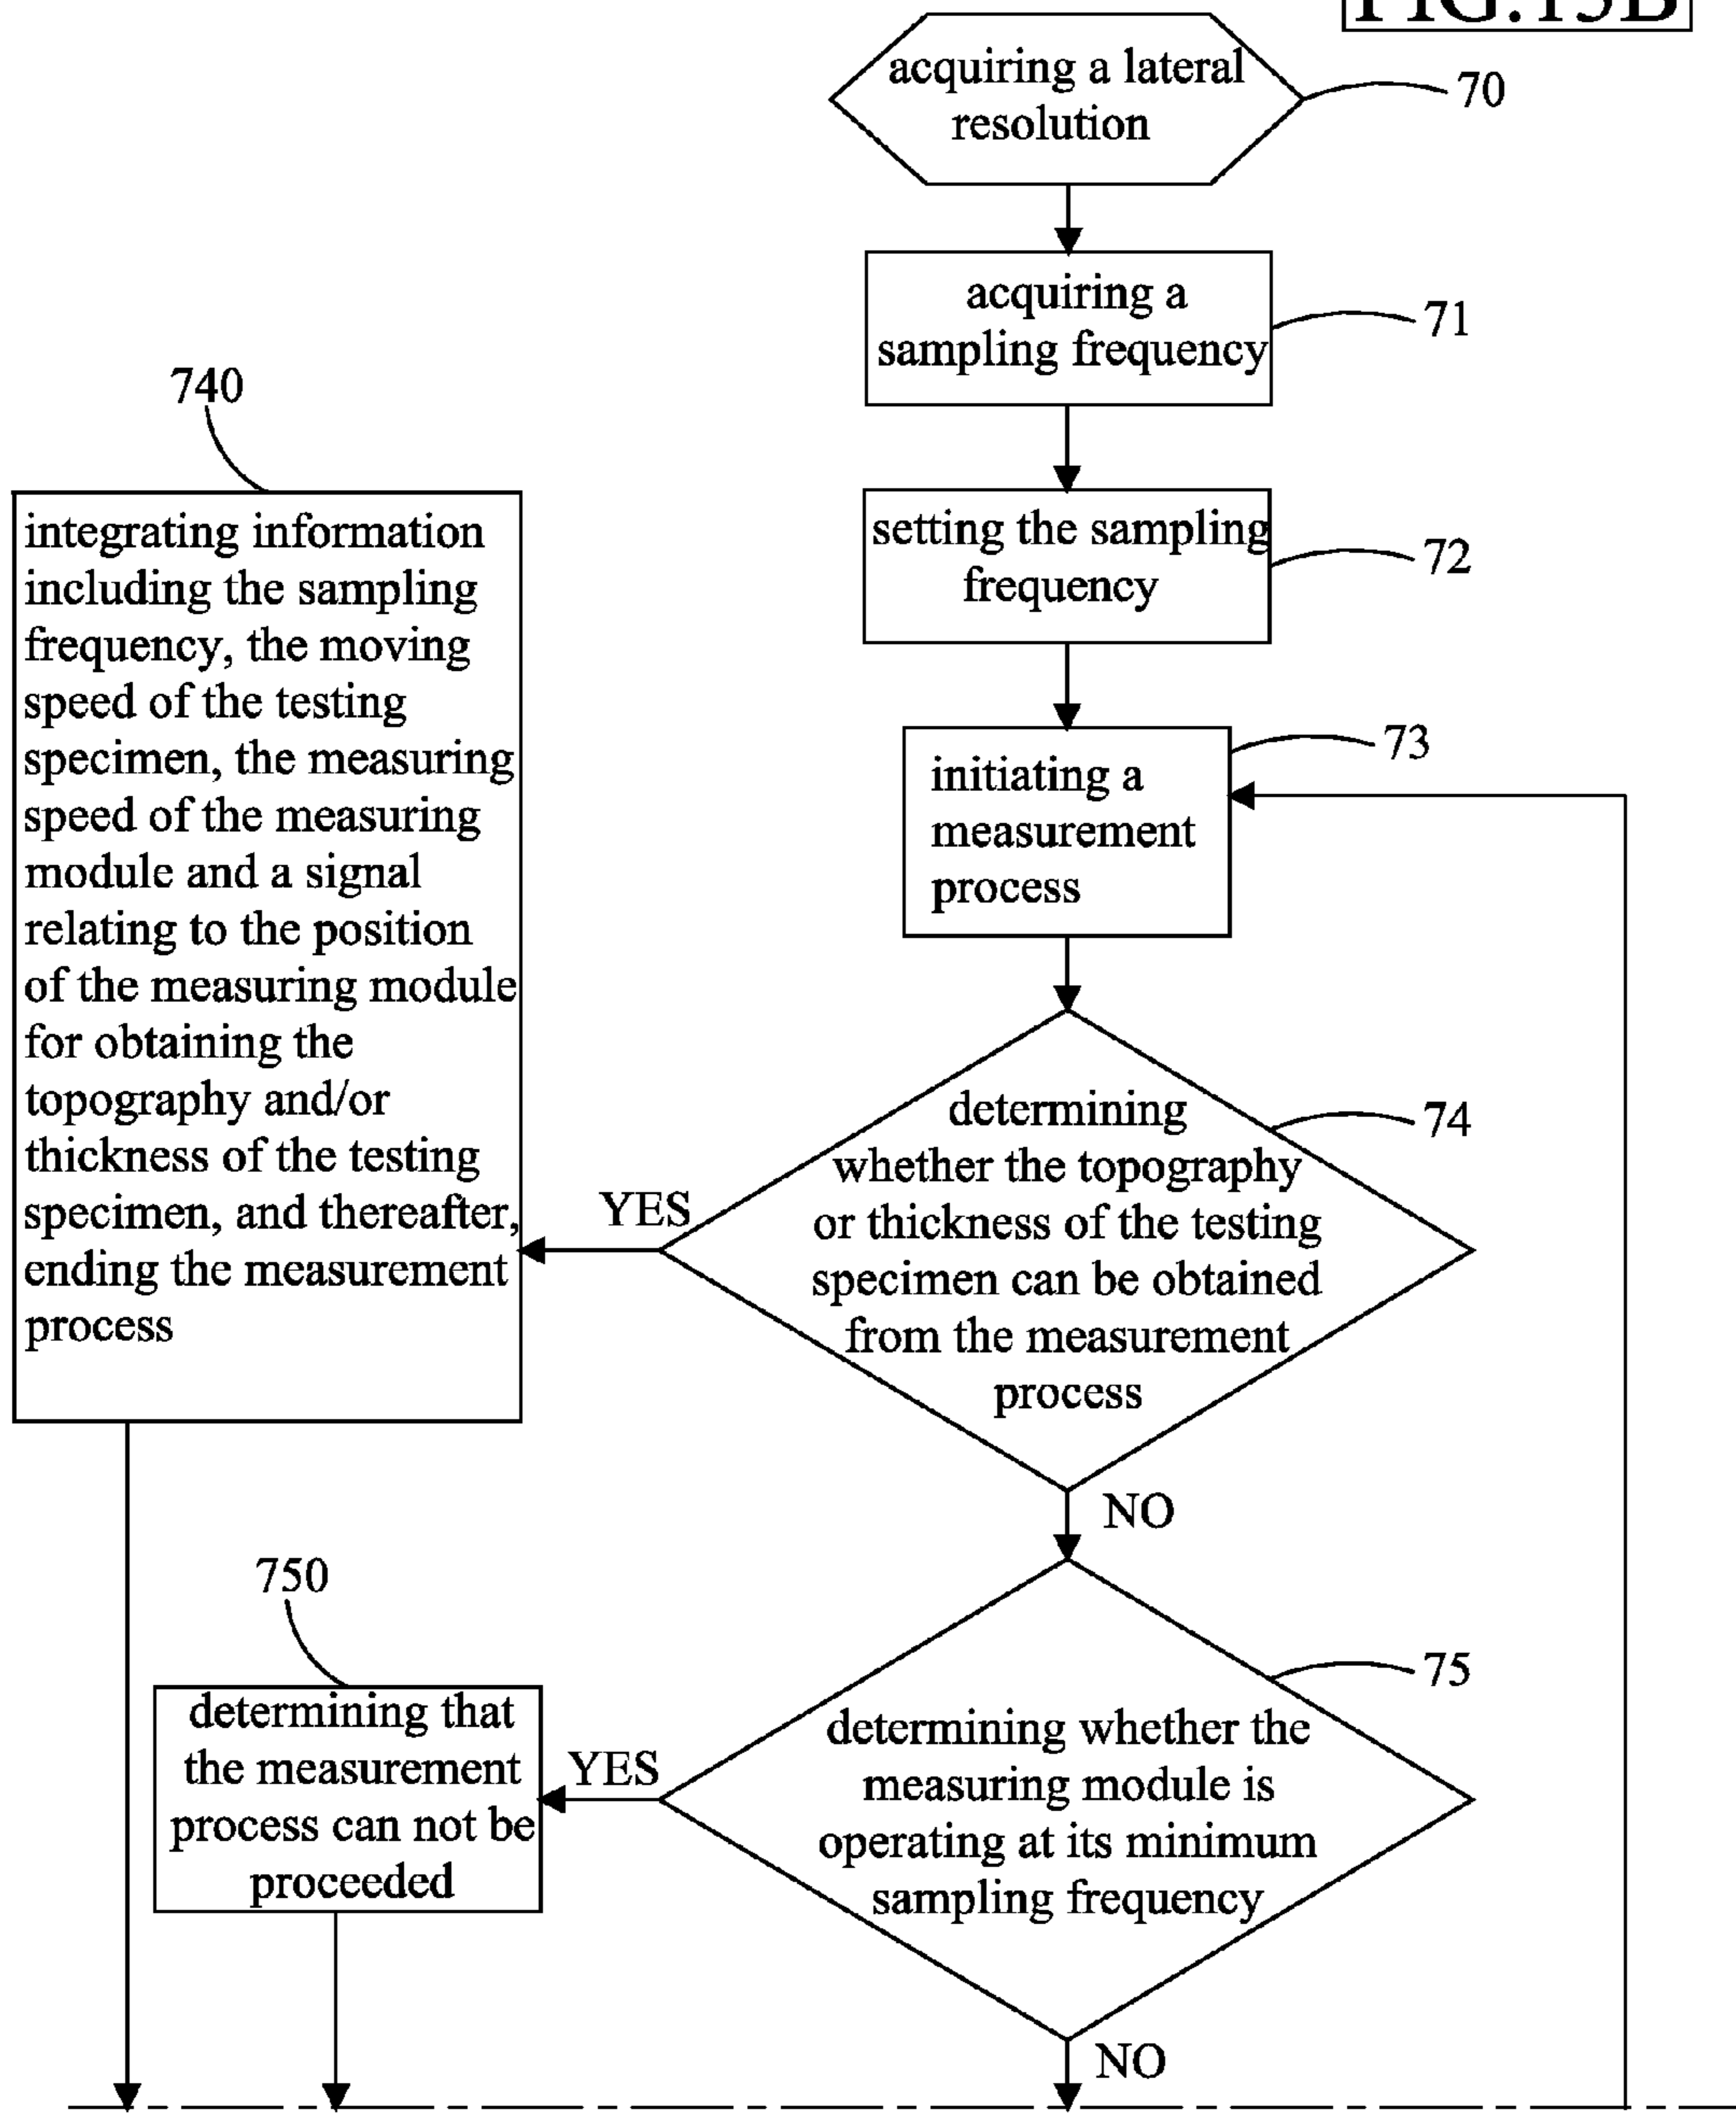 FIG.15B
acquiring a lateral
resolution
70
acquiring a
sampling frequency
71
setting the sampling
frequency
72
initiating a
measurement
process
73
740
integrating information
including the sampling
frequency, the moving
speed of the testing
specimen, the measuring
speed of the measuring
module and a signal
relating to the position
of the measuring module
for obtaining the
topography and/or
thickness of the testing
specimen, and thereafter,
ending the measurement
process
YES
determining
whether the topography
or thickness of the testing
specimen can be obtained
from the measurement
process
74
NO
750
determining that
the measurement
process can not be
proceeded
YES
determining whether the
measuring module is
operating at its minimum
sampling frequency
75
NO